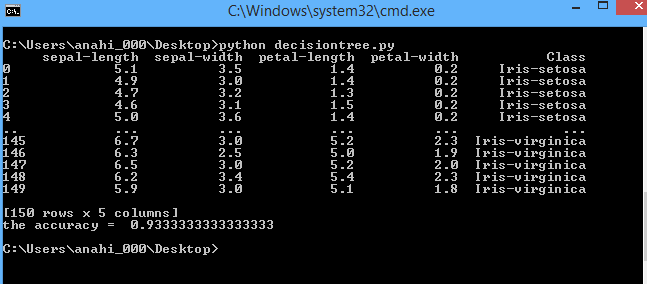 C:\Windows\system32\cmd.exe
C:\Users\anahi_000\Desktop>python decisiontree.py
     sepal-length  sepal-width  petal-length  petal-width           Class
0             5.1          3.5           1.4          0.2     Iris-setosa
1             4.9          3.0           1.4          0.2     Iris-setosa
2             4.7          3.2           1.3          0.2     Iris-setosa
3             4.6          3.1           1.5          0.2     Iris-setosa
4             5.0          3.6           1.4          0.2     Iris-setosa
..            ...          ...           ...          ...             ...
145           6.7          3.0           5.2          2.3  Iris-virginica
146           6.3          2.5           5.0          1.9  Iris-virginica
147           6.5          3.0           5.2          2.0  Iris-virginica
148           6.2          3.4           5.4          2.3  Iris-virginica
149           5.9          3.0           5.1          1.8  Iris-virginica
[150 rows x 5 columns]
the accuracy =  0.9333333333333333
C:\Users\anahi_000\Desktop>